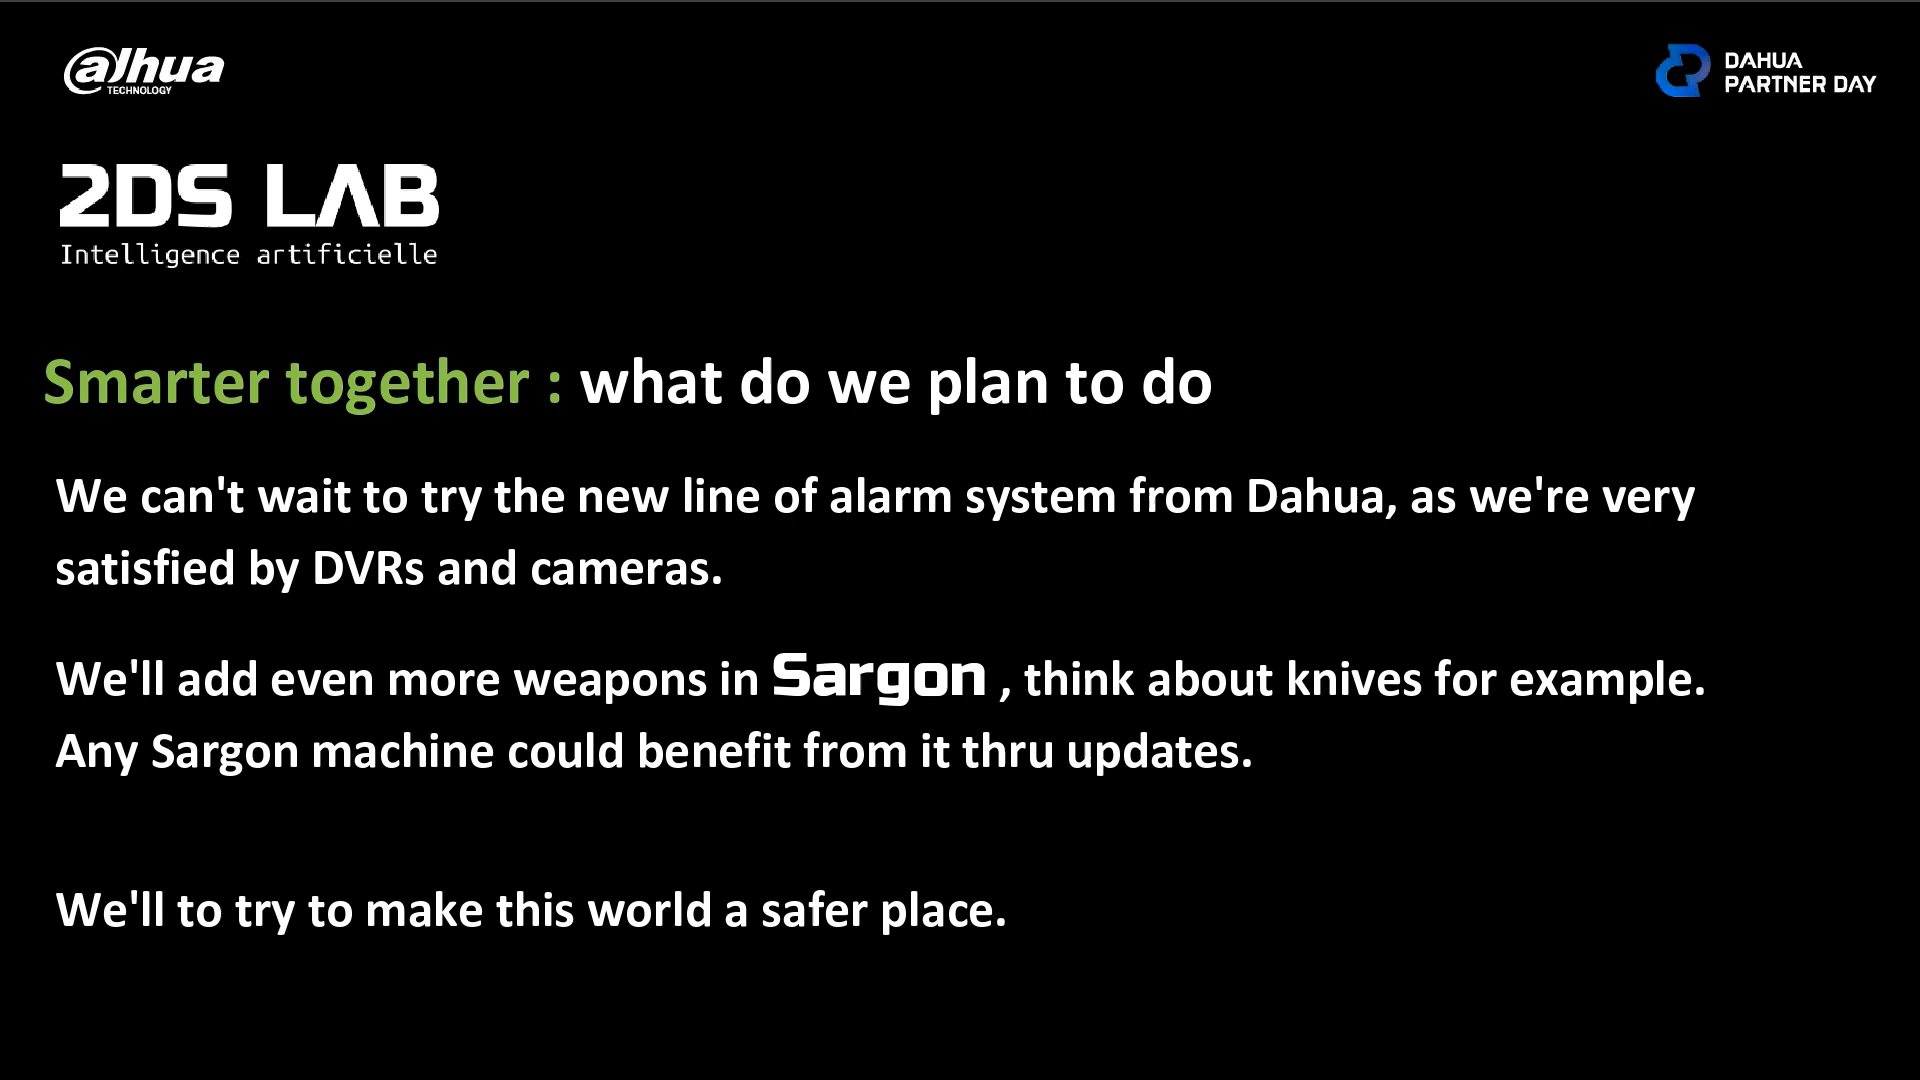 alhua
TECHNOLOGY
DAHUA
PARTNER DAY
2DS LAB
Intelligence artificielle
Smarter together : what do we plan to do
We can't wait to try the new line of alarm system from Dahua, as we're very
satisfied by DVRs and cameras.
We'll add even more weapons in Sargon , think about knives for example.
Any Sargon machine could benefit from it thru updates.
We'll to try to make this world a safer place.